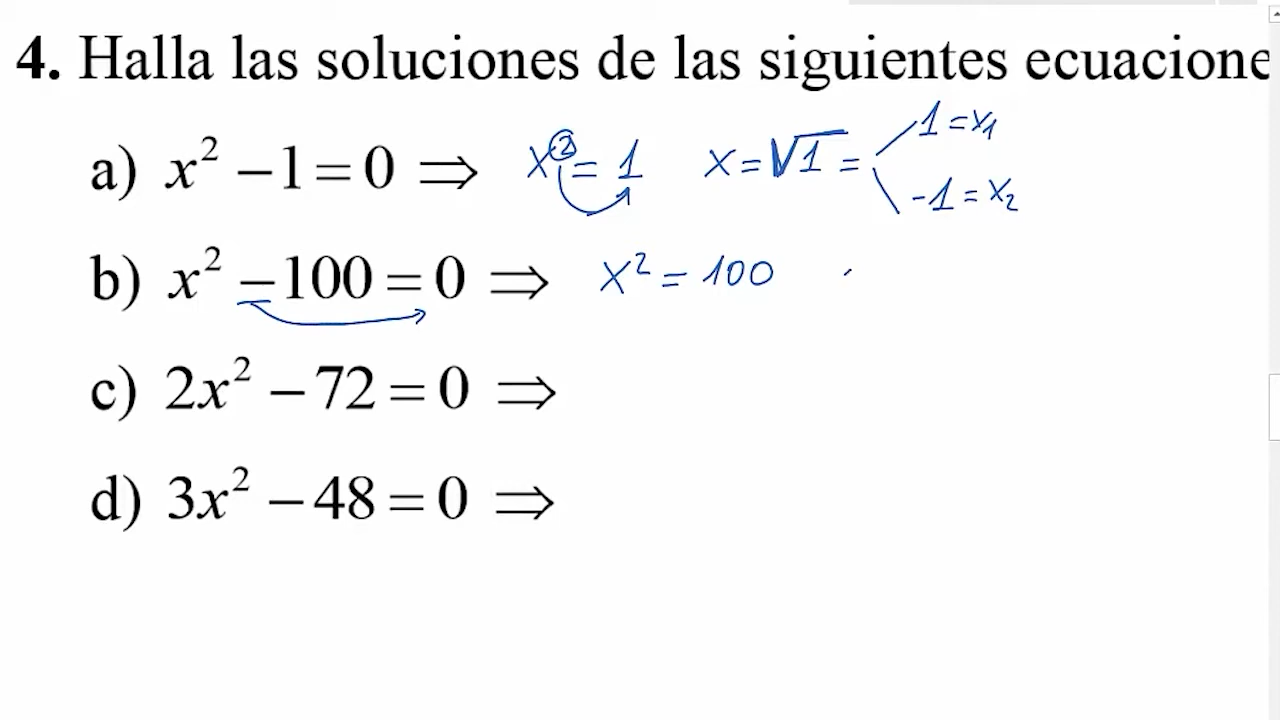 4. Halla las soluciones de las siguientes ecuacione
a) x² − 1 = 0 ⇒ x² = 1 x = √1 = 1 = x₁
-1 = x₂
b) x² − 100 = 0 ⇒ x² = 100
c) 2x² − 72 = 0 ⇒
d) 3x² − 48 = 0 ⇒